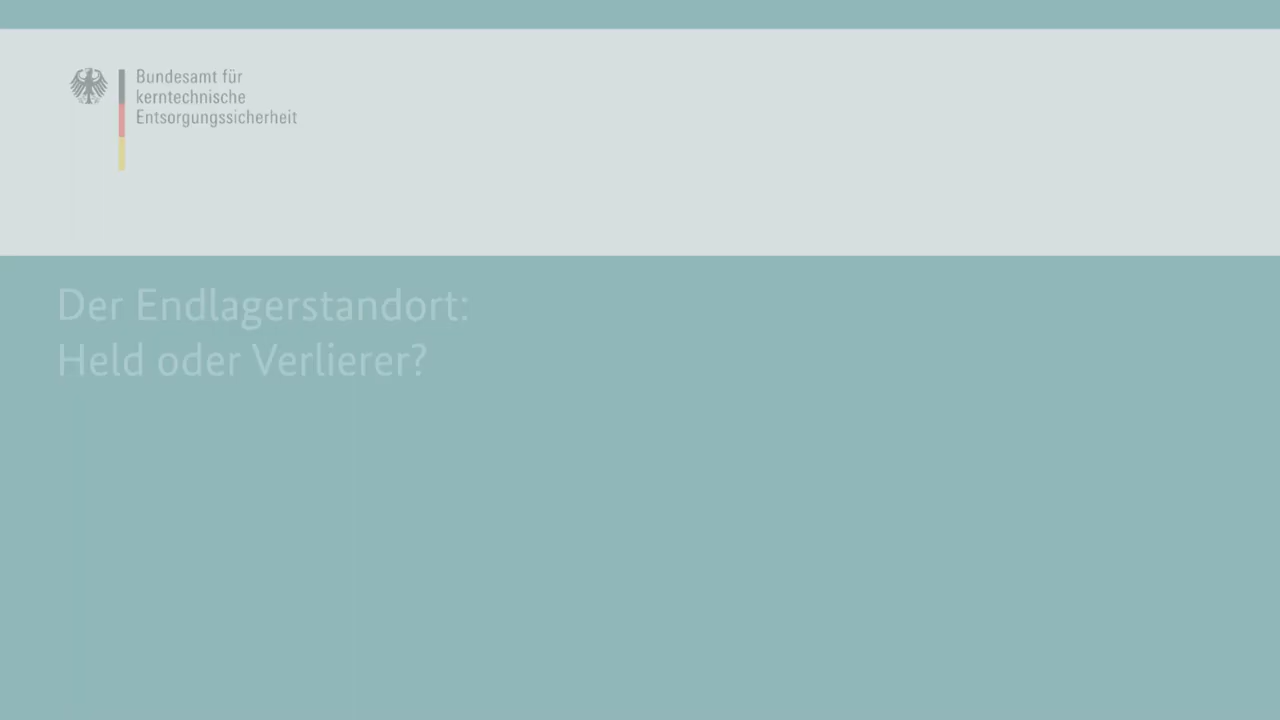 Bundesamt für
kerntechnische
Entsorgungssicherheit
Der Endlagerstandort:
Held oder Verlierer?